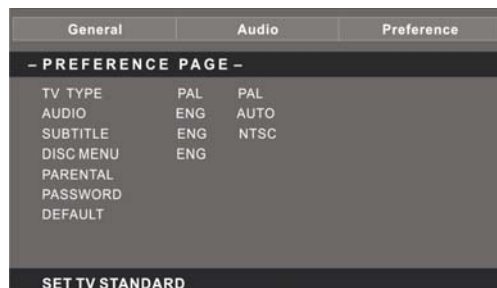 General Audio Preference
– PREFERENCE PAGE –
TV TYPE PAL PAL
AUDIO ENG AUTO
SUBTITLE ENG NTSC
DISC MENU ENG
PARENTAL
PASSWORD
DEFAULT
SET TV STANDARD